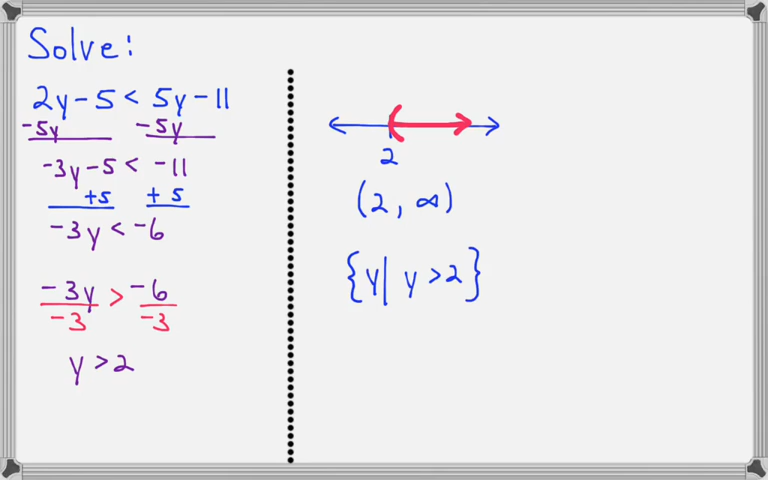 Solve:
2y-5 < 5y-11
-5y -5y
-3y-5 < -11
+5 +5
-3y < -6
-3y > -6
-3 -3
y > 2
2
(2, ∞)
{y| y > 2}